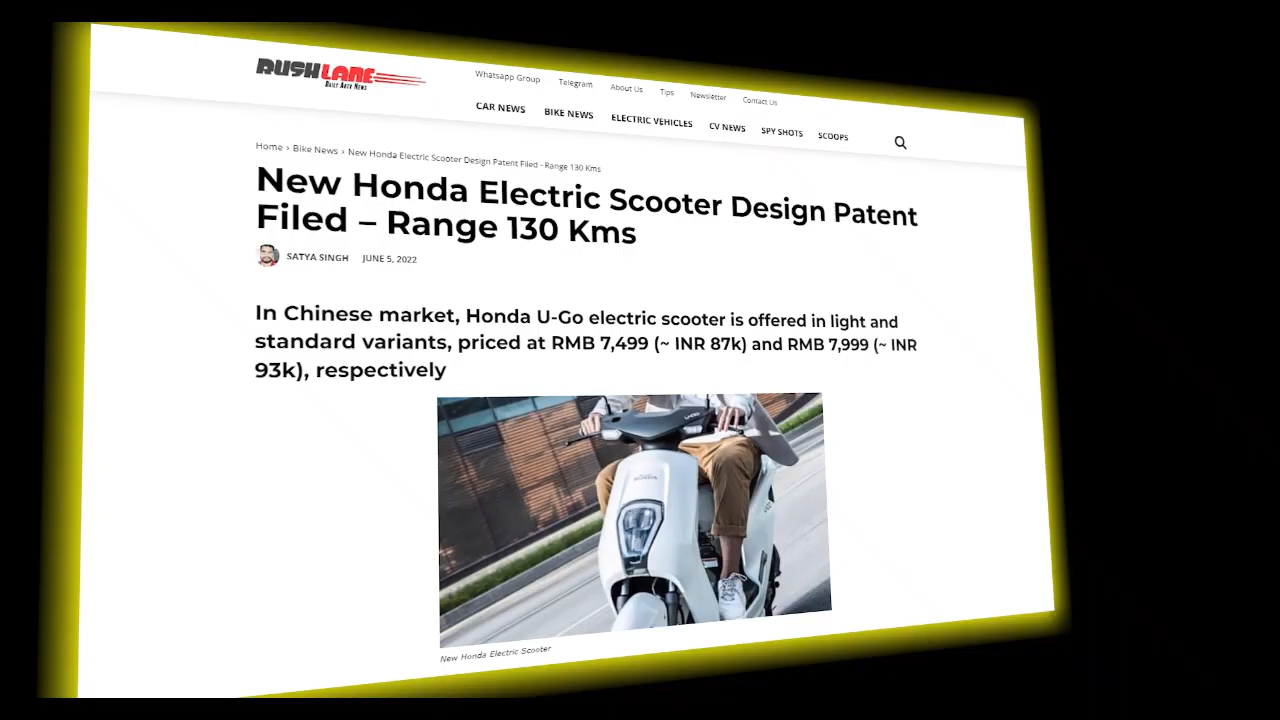 RUSHLANE
DAILY AUTO NEWS
Whatsapp Group Telegram About Us Tips Newsletter Contact Us
CAR NEWS BIKE NEWS ELECTRIC VEHICLES CV NEWS SPY SHOTS SCOOPS
Home › Bike News › New Honda Electric Scooter Design Patent Filed - Range 130 Kms
New Honda Electric Scooter Design Patent
Filed – Range 130 Kms
SATYA SINGH JUNE 5, 2022
In Chinese market, Honda U-Go electric scooter is offered in light and
standard variants, priced at RMB 7,499 (~ INR 87k) and RMB 7,999 (~ INR
93k), respectively
HONDA
New Honda Electric Scooter